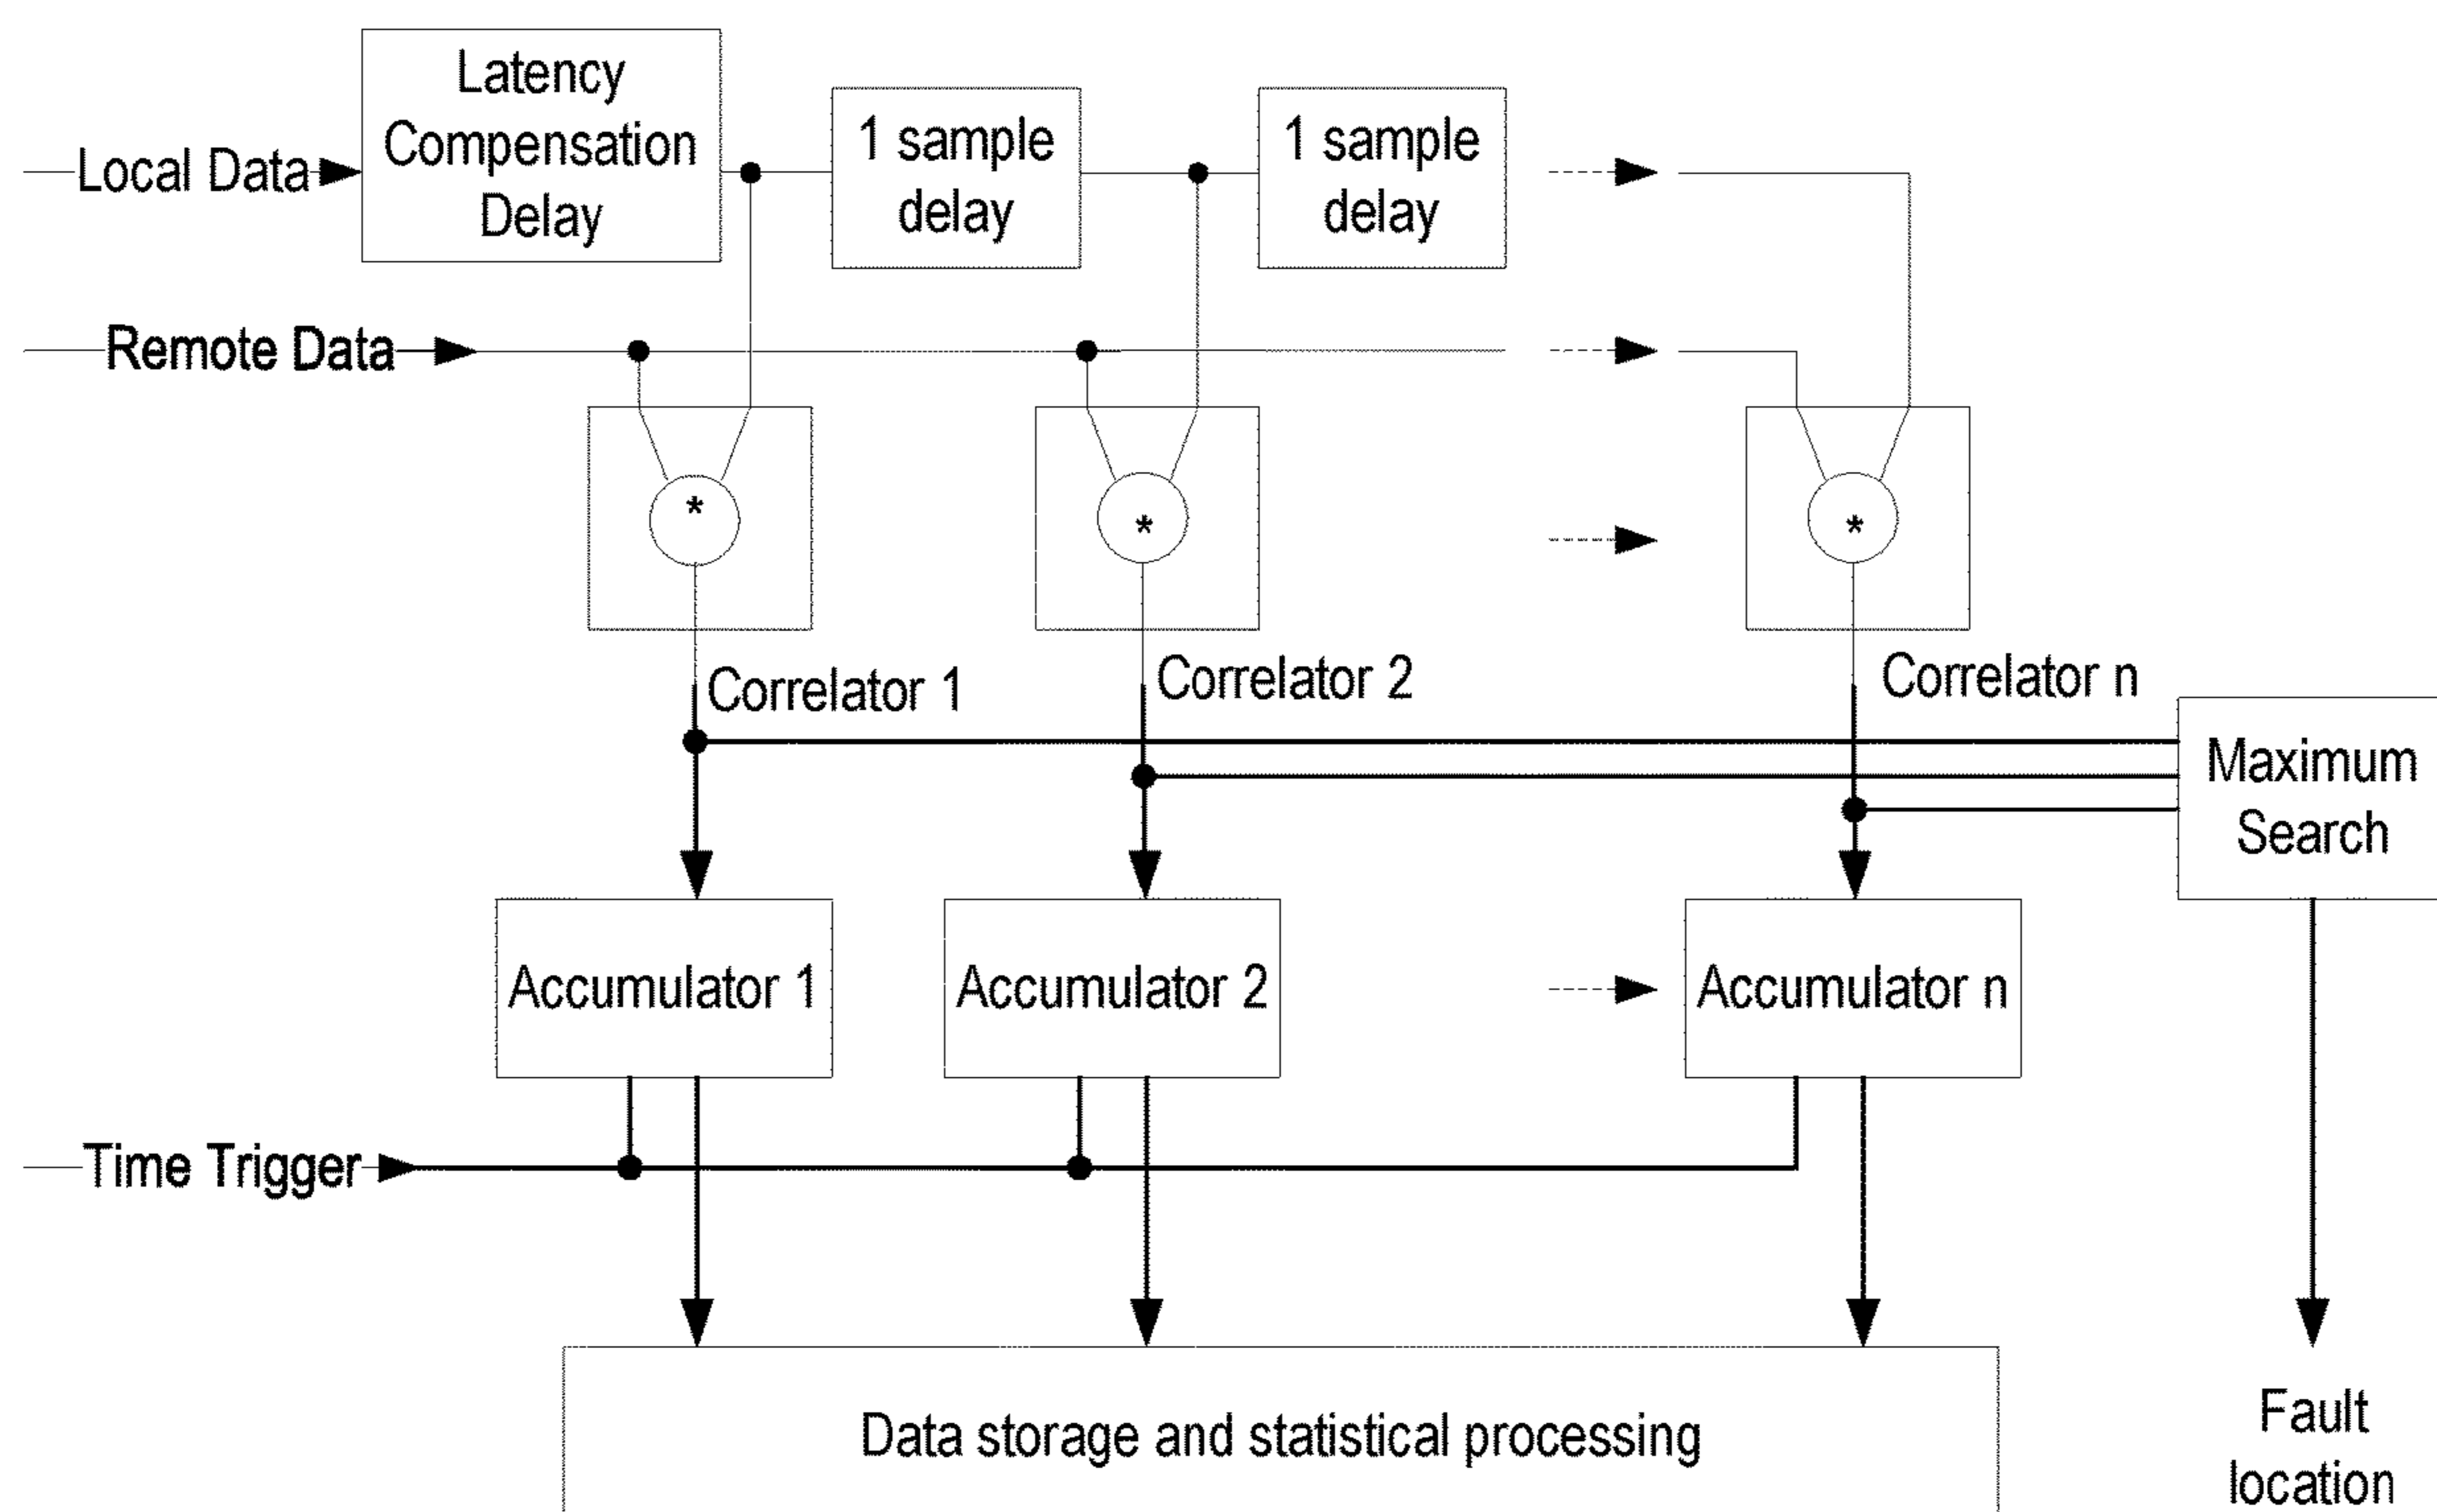 Latency
Compensation
Delay
1 sample
delay
1 sample
delay
Local Data
Remote Data
*
*
*
Correlator 1
Correlator 2
Correlator n
Maximum
Search
Accumulator 1
Accumulator 2
Accumulator n
Time Trigger
Data storage and statistical processing
Fault
location